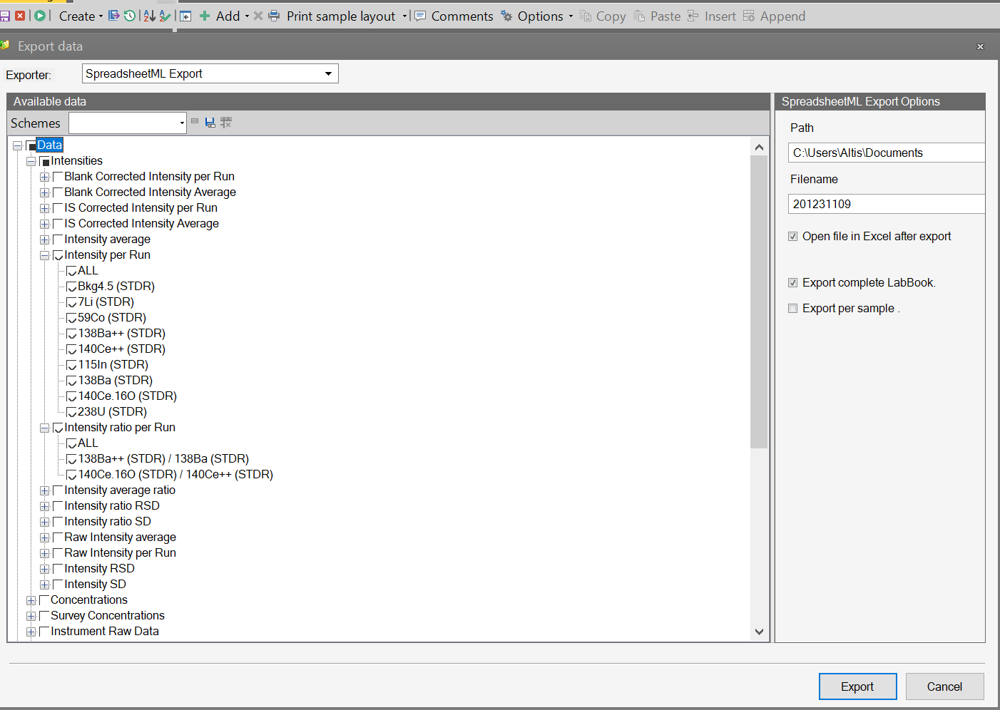 Create Add Print sample layout Comments Options Copy Paste Insert Append
Export data
Exporter: SpreadsheetML Export
Available data
Schemes
Data
Intensities
Blank Corrected Intensity per Run
Blank Corrected Intensity Average
IS Corrected Intensity per Run
IS Corrected Intensity Average
Intensity average
Intensity per Run
ALL
Bkg4.5 (STDR)
7Li (STDR)
59Co (STDR)
138Ba++ (STDR)
140Ce++ (STDR)
115In (STDR)
138Ba (STDR)
140Ce.16O (STDR)
238U (STDR)
Intensity ratio per Run
ALL
138Ba++ (STDR) / 138Ba (STDR)
140Ce.16O (STDR) / 140Ce++ (STDR)
Intensity average ratio
Intensity ratio RSD
Intensity ratio SD
Raw Intensity average
Raw Intensity per Run
Intensity RSD
Intensity SD
Concentrations
Survey Concentrations
Instrument Raw Data
SpreadsheetML Export Options
Path
C:\Users\Altis\Documents
Filename
201231109
Open file in Excel after export
Export complete LabBook.
Export per sample .
Export Cancel